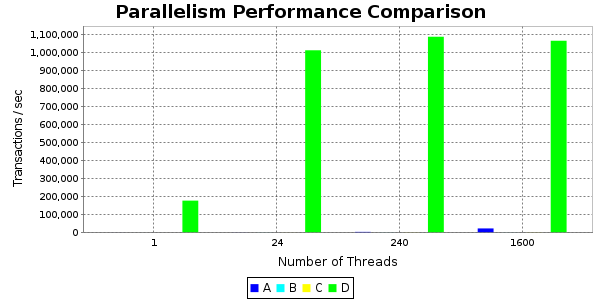 Parallelism Performance Comparison
Transactions / sec
1,100,000
1,000,000
900,000
800,000
700,000
600,000
500,000
400,000
300,000
200,000
100,000
0
1 24 240 1600
Number of Threads
A B C D